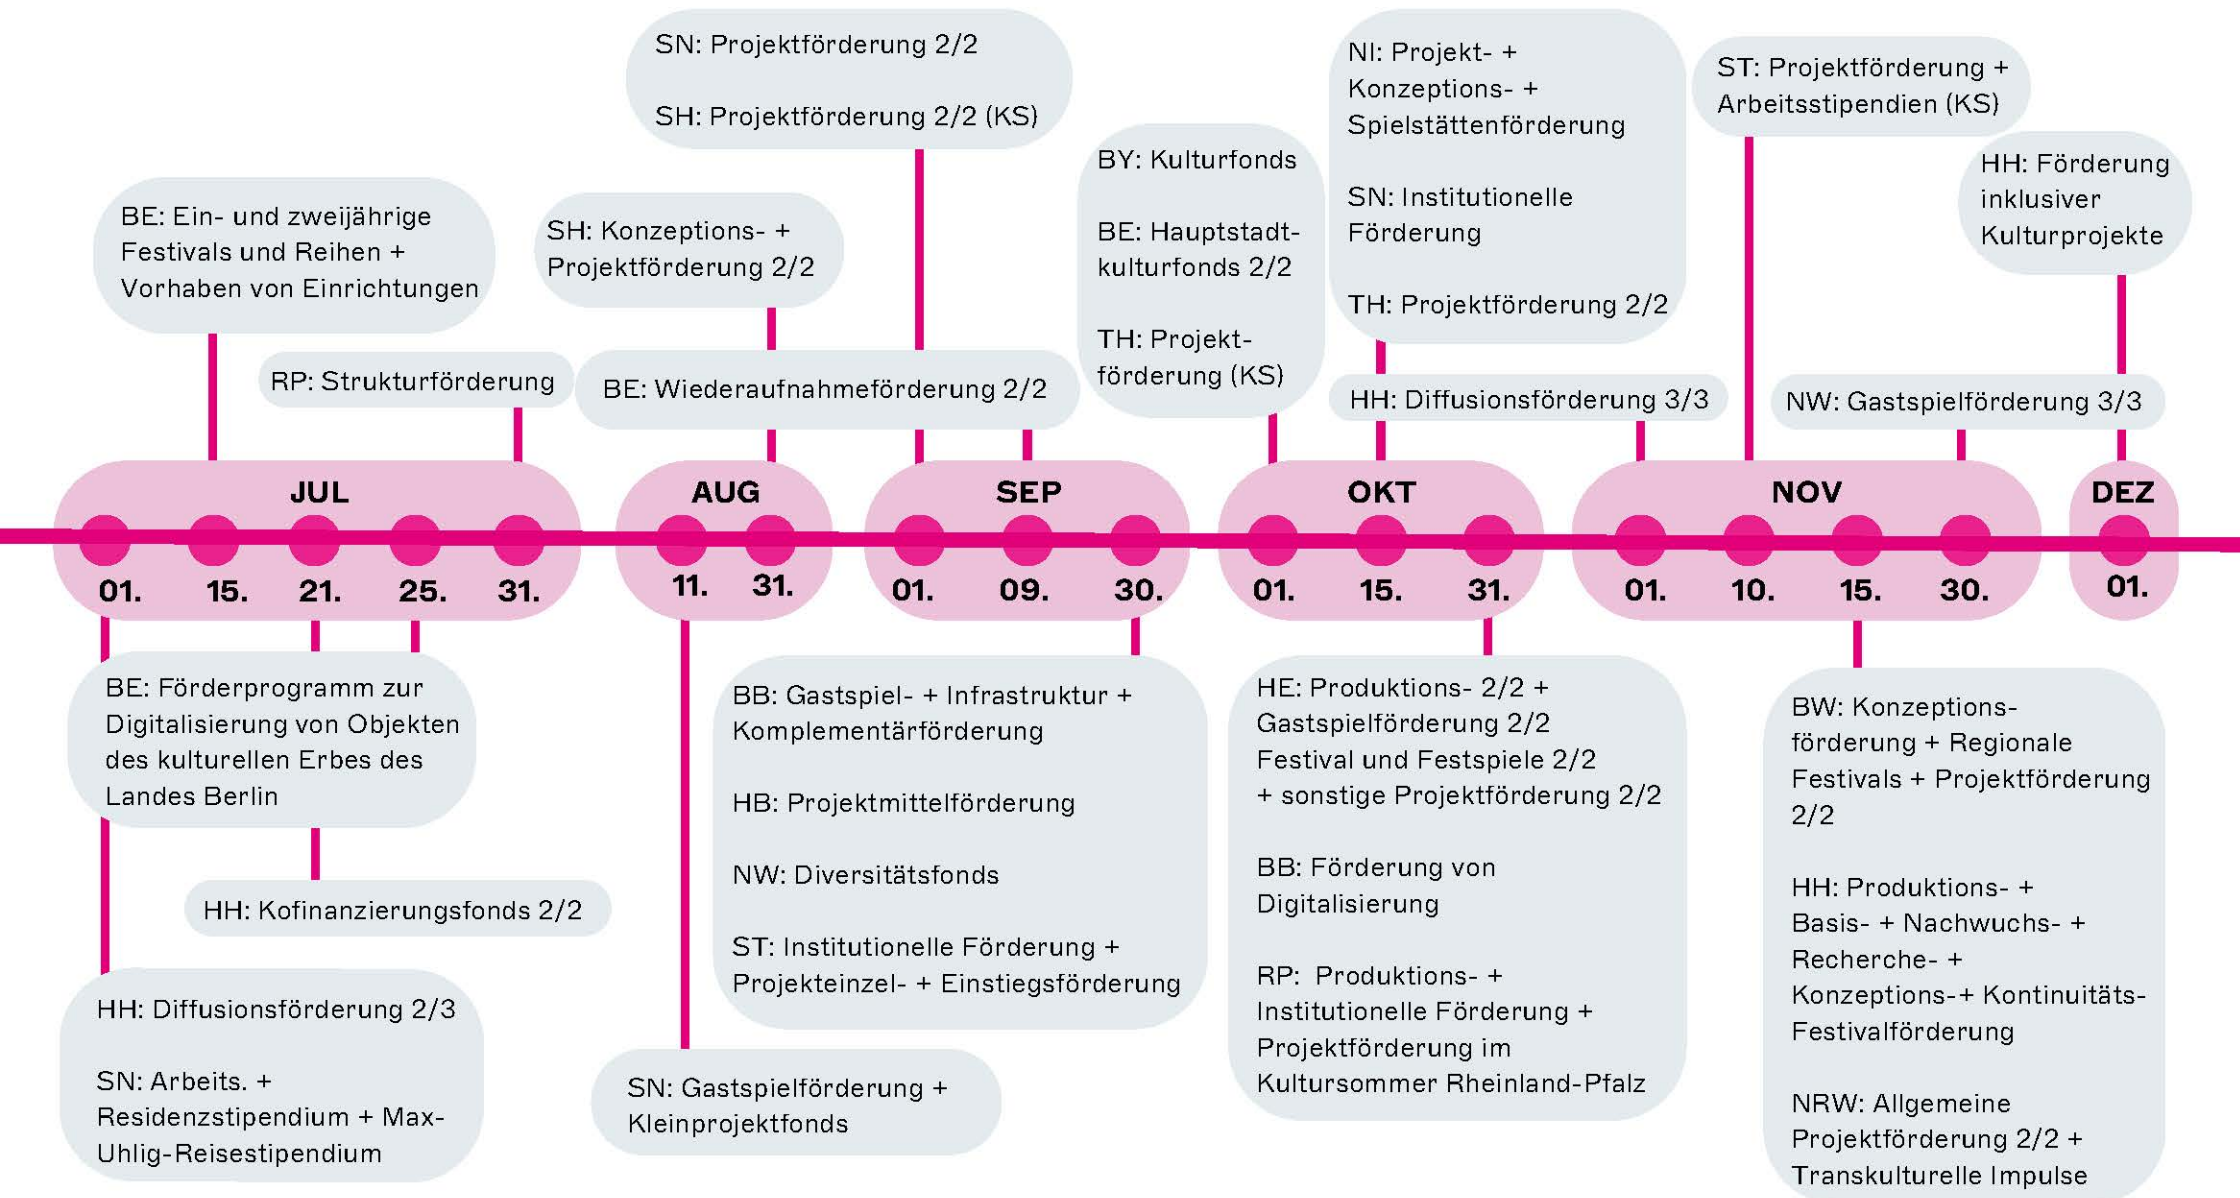 SN: Projektförderung 2/2
SH: Projektförderung 2/2 (KS)
NI: Projekt- +
Konzeptions- +
Spielstättenförderung
SN: Institutionelle
Förderung
TH: Projektförderung 2/2
ST: Projektförderung +
Arbeitsstipendien (KS)
HH: Förderung
inklusiver
Kulturprojekte
BY: Kulturfonds
BE: Hauptstadt-
kulturfonds 2/2
TH: Projekt-
förderung (KS)
BE: Ein- und zweijährige
Festivals und Reihen +
Vorhaben von Einrichtungen
SH: Konzeptions- +
Projektförderung 2/2
RP: Strukturförderung
BE: Wiederaufnahmeförderung 2/2
HH: Diffusionsförderung 3/3
NW: Gastspielförderung 3/3
JUL
AUG
SEP
OKT
NOV
DEZ
01. 15. 21. 25. 31.
11. 31.
01. 09. 30.
01. 15. 31.
01. 10. 15. 30.
01.
BE: Förderprogramm zur
Digitalisierung von Objekten
des kulturellen Erbes des
Landes Berlin
HH: Kofinanzierungsfonds 2/2
HH: Diffusionsförderung 2/3
SN: Arbeits. +
Residenzstipendium + Max-
Uhlig-Reisestipendium
SN: Gastspielförderung +
Kleinprojektfonds
BB: Gastspiel- + Infrastruktur +
Komplementärförderung
HB: Projektmittelförderung
NW: Diversitätsfonds
ST: Institutionelle Förderung +
Projekteinzel- + Einstiegsförderung
HE: Produktions- 2/2 +
Gastspielförderung 2/2
Festival und Festspiele 2/2
+ sonstige Projektförderung 2/2
BB: Förderung von
Digitalisierung
RP: Produktions- +
Institutionelle Förderung +
Projektförderung im
Kultursommer Rheinland-Pfalz
BW: Konzeptions-
förderung + Regionale
Festivals + Projektförderung
2/2
HH: Produktions- +
Basis- + Nachwuchs- +
Recherche- +
Konzeptions-+ Kontinuitäts-
Festivalförderung
NRW: Allgemeine
Projektförderung 2/2 +
Transkulturelle Impulse